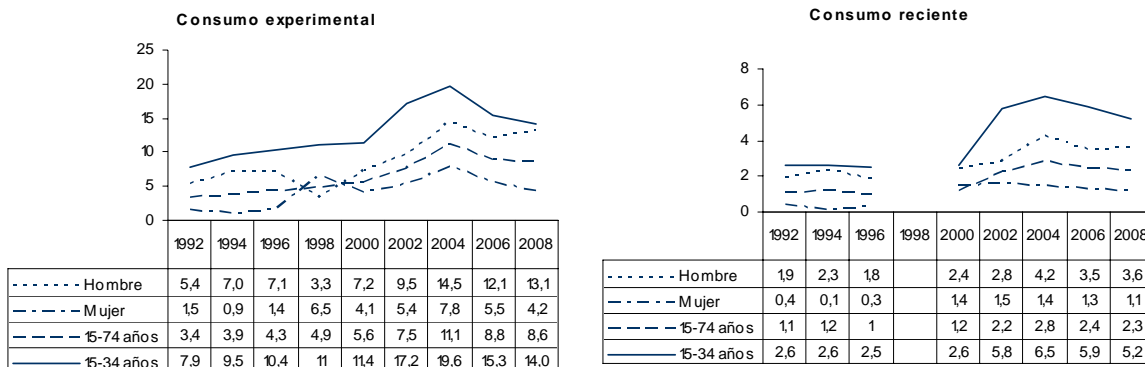 Consumo experimental
25
20
15
10
5
0
1992 1994 1996 1998 2000 2002 2004 2006 2008
Hombre 5,4 7,0 7,1 3,3 7,2 9,5 14,5 12,1 13,1
Mujer 1,5 0,9 1,4 6,5 4,1 5,4 7,8 5,5 4,2
15-74 años 3,4 3,9 4,3 4,9 5,6 7,5 11,1 8,8 8,6
15-34 años 7,9 9,5 10,4 11 11,4 17,2 19,6 15,3 14,0
Consumo reciente
8
6
4
2
0
1992 1994 1996 1998 2000 2002 2004 2006 2008
Hombre 1,9 2,3 1,8 2,4 2,8 4,2 3,5 3,6
Mujer 0,4 0,1 0,3 1,4 1,5 1,4 1,3 1,1
15-74 años 1,1 1,2 1 1,2 2,2 2,8 2,4 2,3
15-34 años 2,6 2,6 2,5 2,6 5,8 6,5 5,9 5,2